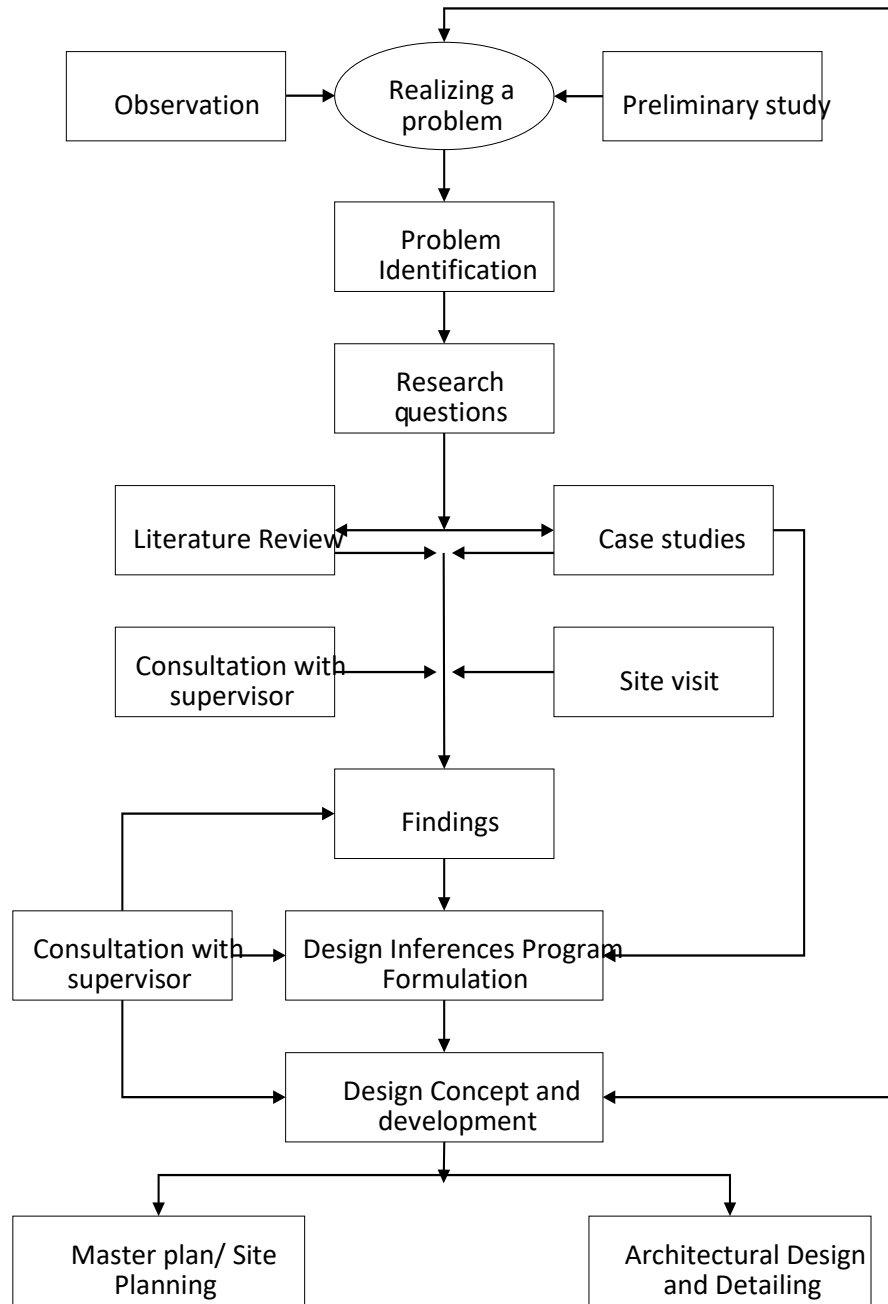 Observation
Realizing a
problem
Preliminary study
Problem
Identification
Research
questions
Literature Review
Case studies
Consultation with
supervisor
Site visit
Findings
Consultation with
supervisor
Design Inferences Program
Formulation
Design Concept and
development
Master plan/ Site
Planning
Architectural Design
and Detailing